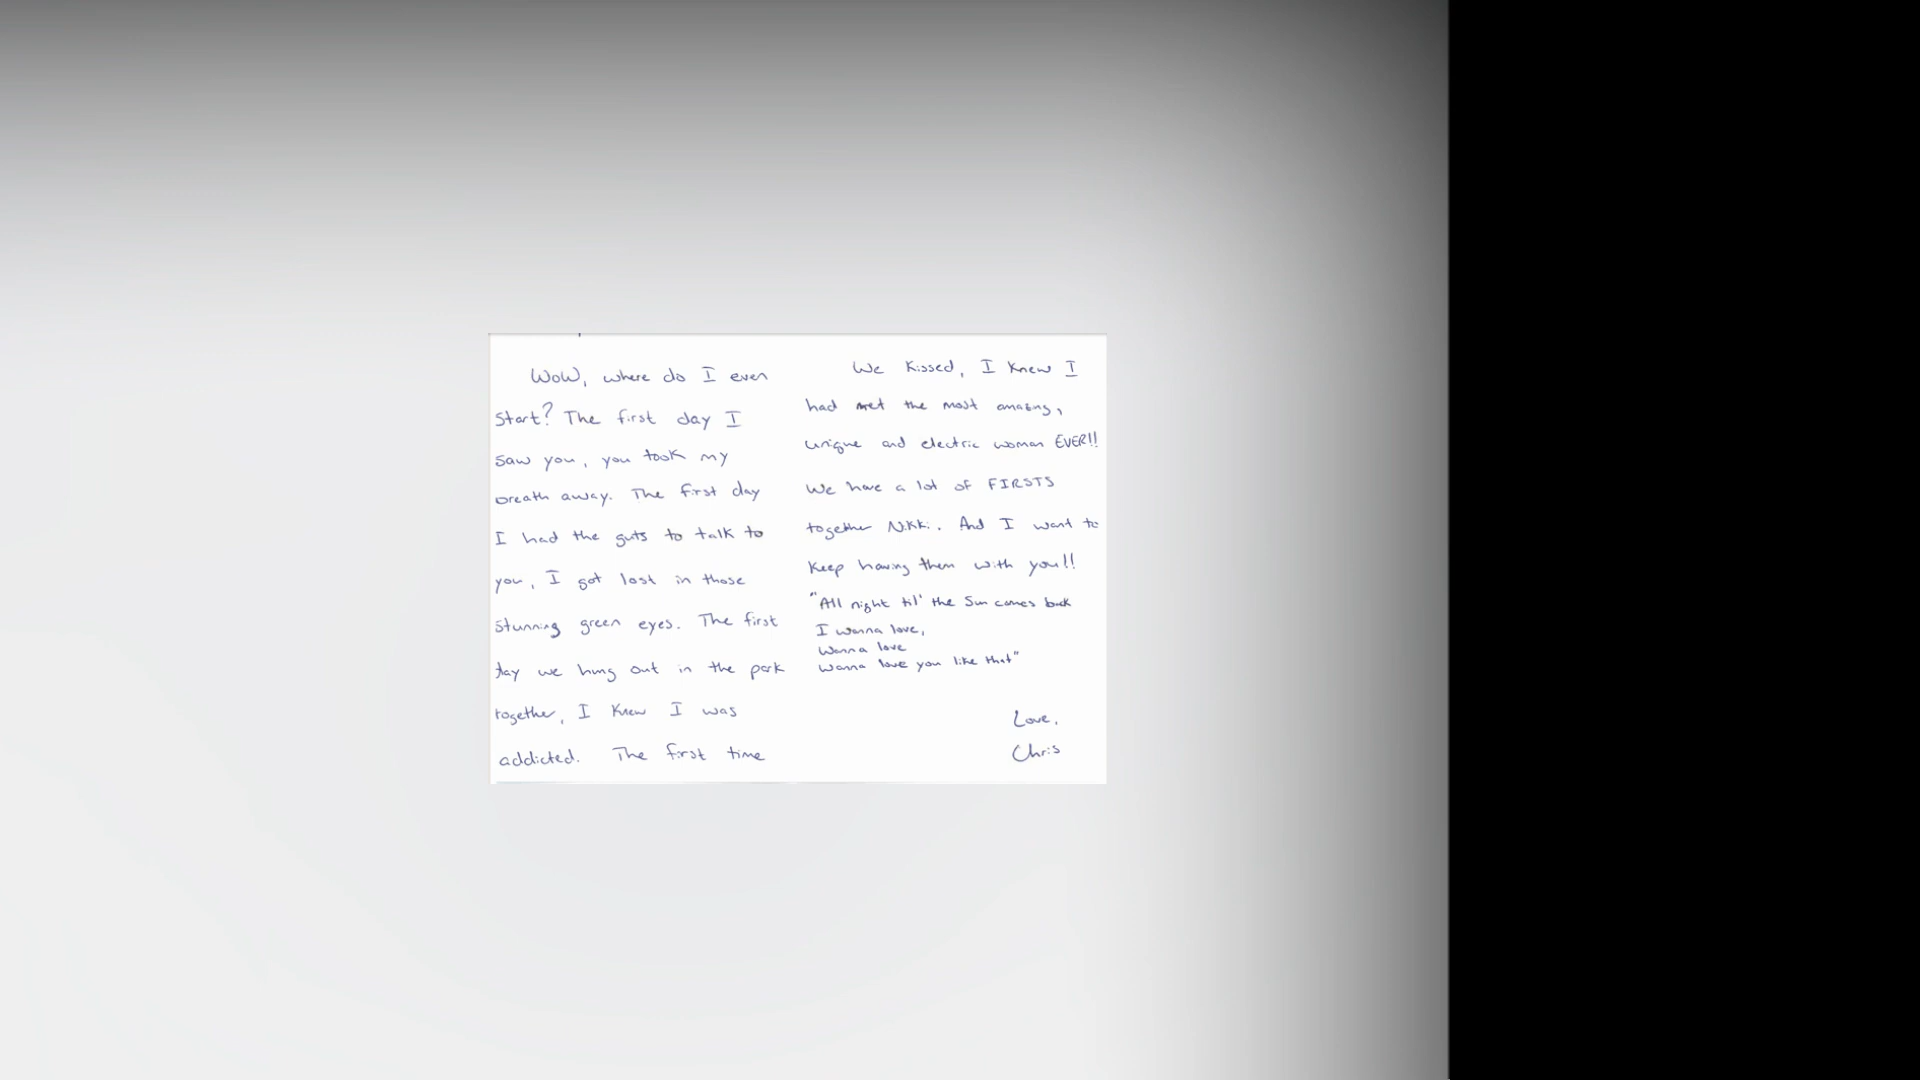 WoW, where do I even
start? The first day I
saw you, you took my
breath away. The first day
I had the guts to talk to
you, I got lost in those
stunning green eyes. The first
day we hung out in the park
together, I knew I was
addicted. The first time
We kissed, I knew I
had met the most amazing,
unique and electric woman EVER!!
We have a lot of FIRSTS
together Nikki. And I want to
keep having them with you!!
"All night til' the Sun comes back
I wanna love,
Wanna love
Wanna love you like that"
Love,
Chris